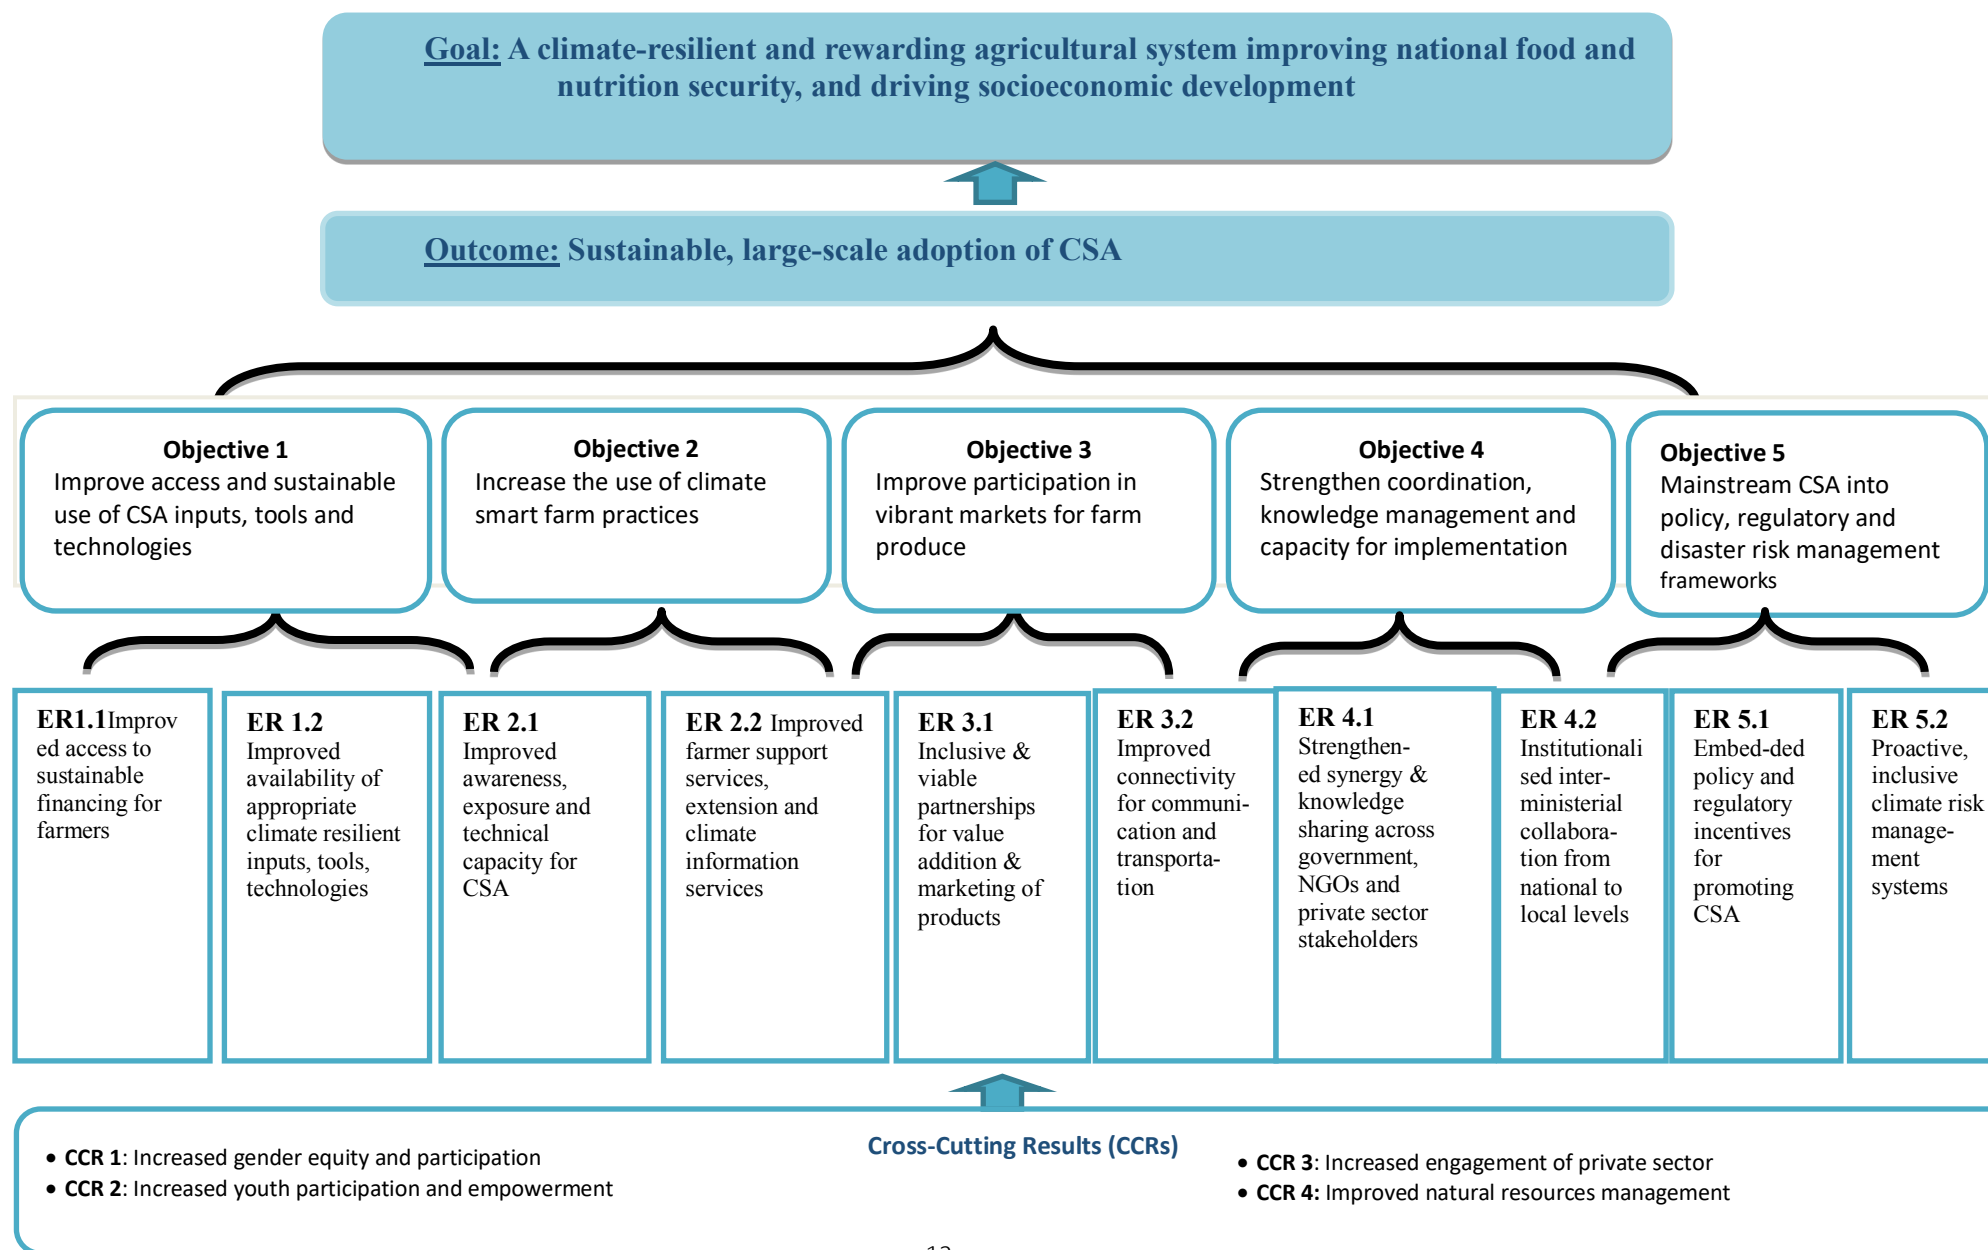 Goal: A climate-resilient and rewarding agricultural system improving national food and
nutrition security, and driving socioeconomic development
Outcome: Sustainable, large-scale adoption of CSA
Objective 1
Improve access and sustainable
use of CSA inputs, tools and
technologies
Objective 2
Increase the use of climate
smart farm practices
Objective 3
Improve participation in
vibrant markets for farm
produce
Objective 4
Strengthen coordination,
knowledge management and
capacity for implementation
Objective 5
Mainstream CSA into
policy, regulatory and
disaster risk management
frameworks
ER1.1Improv
ed access to
sustainable
financing for
farmers
ER 1.2
Improved
availability of
appropriate
climate resilient
inputs, tools,
technologies
ER 2.1
Improved
awareness,
exposure and
technical
capacity for
CSA
ER 2.2 Improved
farmer support
services,
extension and
climate
information
services
ER 3.1
Inclusive &
viable
partnerships
for value
addition &
marketing of
products
ER 3.2
Improved
connectivity
for communi-
cation and
transporta-
tion
ER 4.1
Strengthen-
ed synergy &
knowledge
sharing across
government,
NGOs and
private sector
stakeholders
ER 4.2
Institutionali
sed inter-
ministerial
collabora-
tion from
national to
local levels
ER 5.1
Embed-ded
policy and
regulatory
incentives
for
promoting
CSA
ER 5.2
Proactive,
inclusive
climate risk
manage-
ment
systems
Cross-Cutting Results (CCRs)
• CCR 1: Increased gender equity and participation
• CCR 2: Increased youth participation and empowerment
• CCR 3: Increased engagement of private sector
• CCR 4: Improved natural resources management